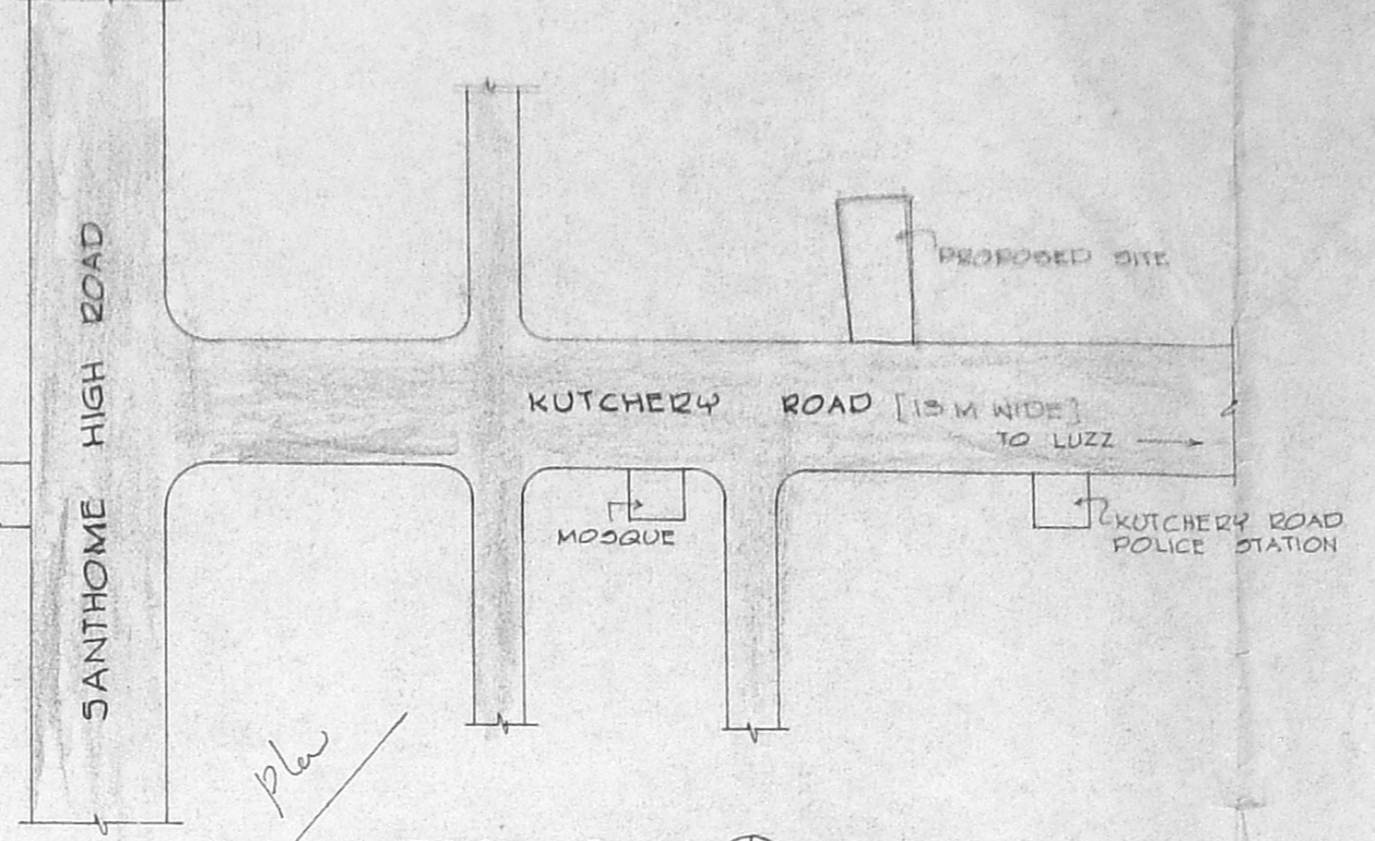 SANTHOME HIGH ROAD
PROPOSED SITE
KUTCHERY ROAD [13 M WIDE]
TO LUZZ
MOSQUE
KUTCHERY ROAD
POLICE STATION